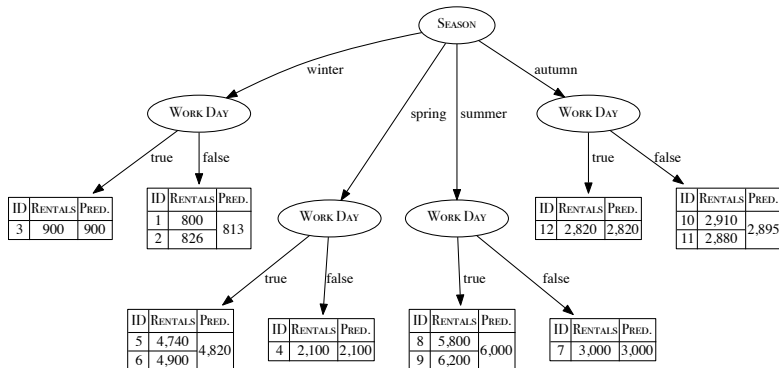 SEASON
winter
spring
summer
autumn
WORK DAY
WORK DAY
true
false
true
false
ID RENTALS PRED.
3 900 900
ID RENTALS PRED.
1 800 813
2 826
WORK DAY
WORK DAY
ID RENTALS PRED.
12 2,820 2,820
ID RENTALS PRED.
10 2,910 2,895
11 2,880
true
false
true
false
ID RENTALS PRED.
5 4,740 4,820
6 4,900
ID RENTALS PRED.
4 2,100 2,100
ID RENTALS PRED.
8 5,800 6,000
9 6,200
ID RENTALS PRED.
7 3,000 3,000